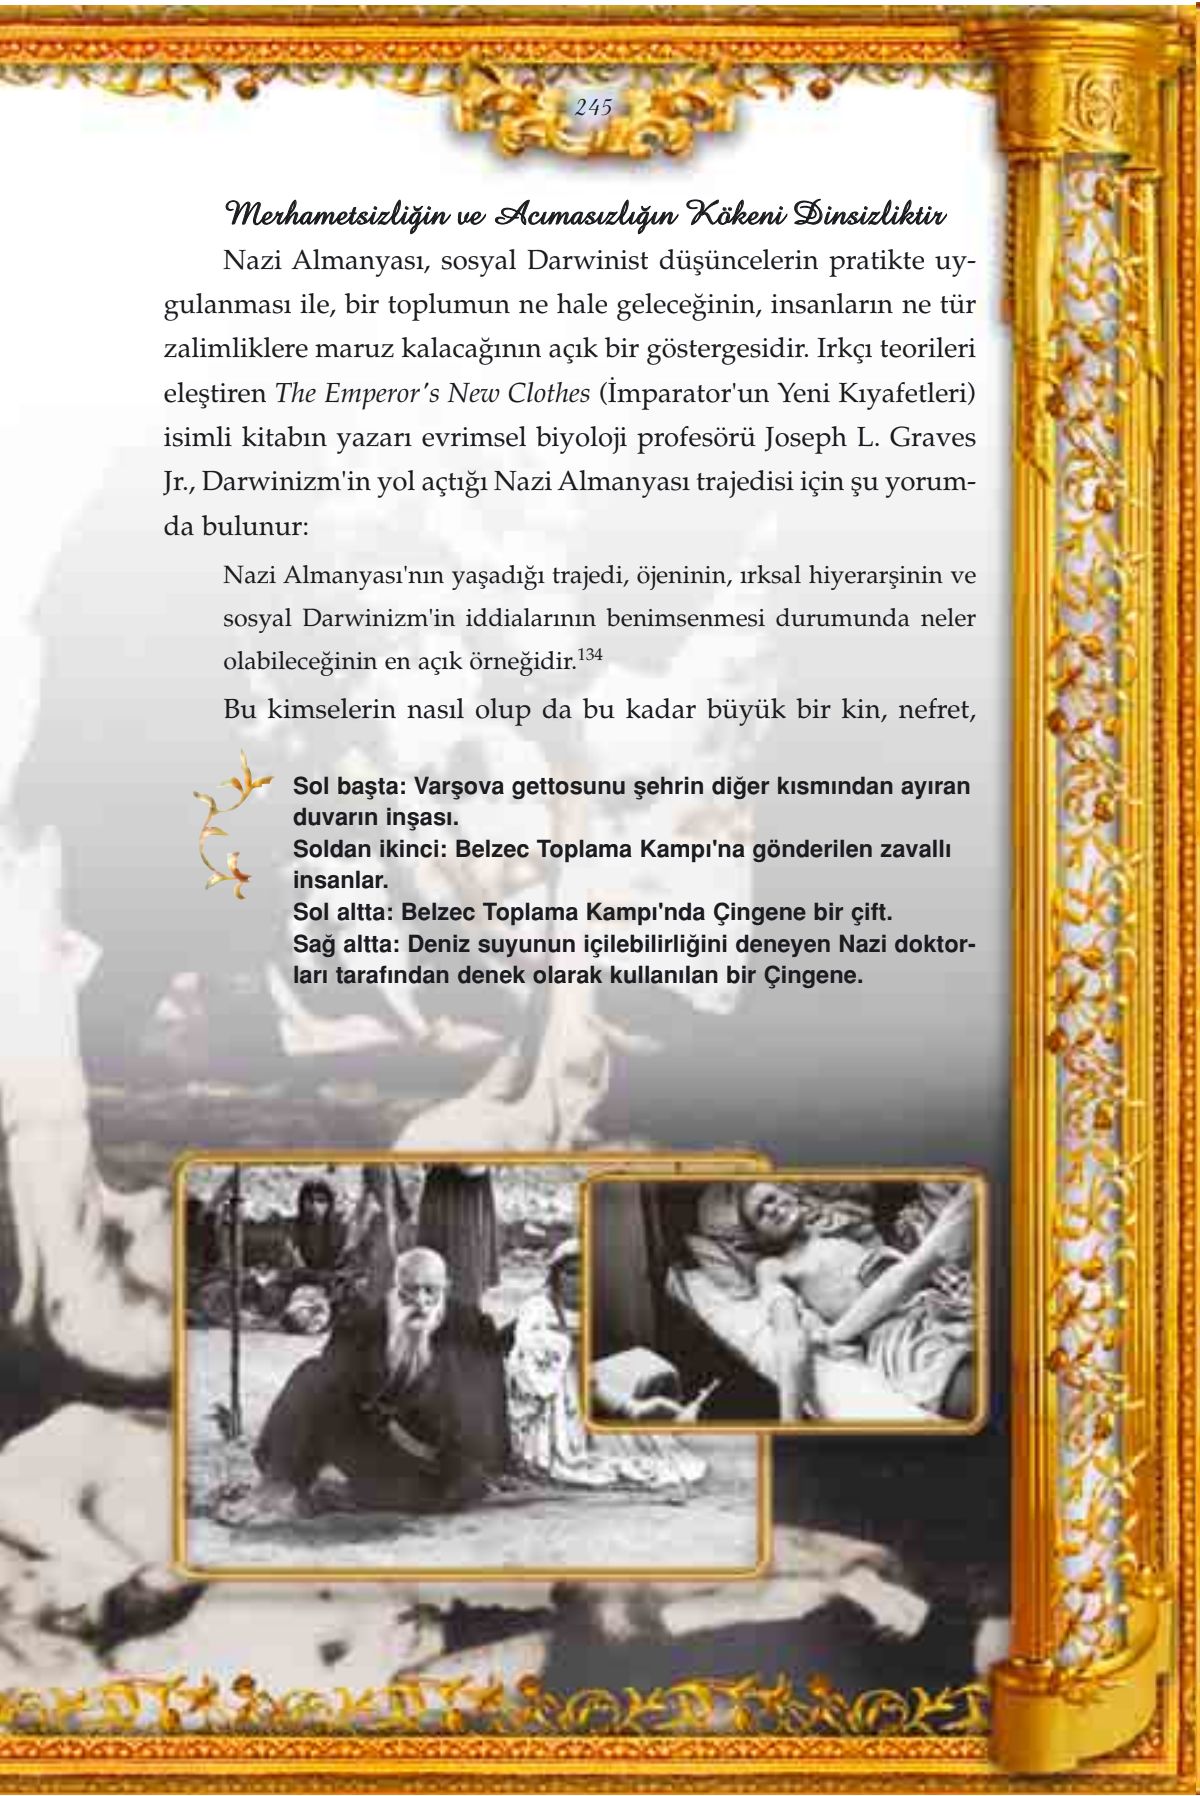 245
Merhametsizliğin ve Acımasızlığın Kökeni Dinsizliktir
Nazi Almanyası, sosyal Darwinist düşüncelerin pratikte uy-
gulanması ile, bir toplumun ne hale geleceğinin, insanların ne tür
zalimliklere maruz kalacağının açık bir göstergesidir. Irkçı teorileri
eleştiren The Emperor's New Clothes (İmparator'un Yeni Kıyafetleri)
isimli kitabın yazarı evrimsel biyoloji profesörü Joseph L. Graves
Jr., Darwinizm'in yol açtığı Nazi Almanyası trajedisi için şu yorum-
da bulunur:
Nazi Almanyası'nın yaşadığı trajedi, öjeninin, ırksal hiyerarşinin ve
sosyal Darwinizm'in iddialarının benimsenmesi durumunda neler
olabileceğinin en açık örneğidir.134
Bu kimselerin nasıl olup da bu kadar büyük bir kin, nefret,
Sol başta: Varşova gettosunu şehrin diğer kısmından ayıran
duvarın inşası.
Soldan ikinci: Belzec Toplama Kampı'na gönderilen zavallı
insanlar.
Sol altta: Belzec Toplama Kampı'nda Çingene bir çift.
Sağ altta: Deniz suyunun içilebilirliğini deneyen Nazi doktor-
ları tarafından denek olarak kullanılan bir Çingene.